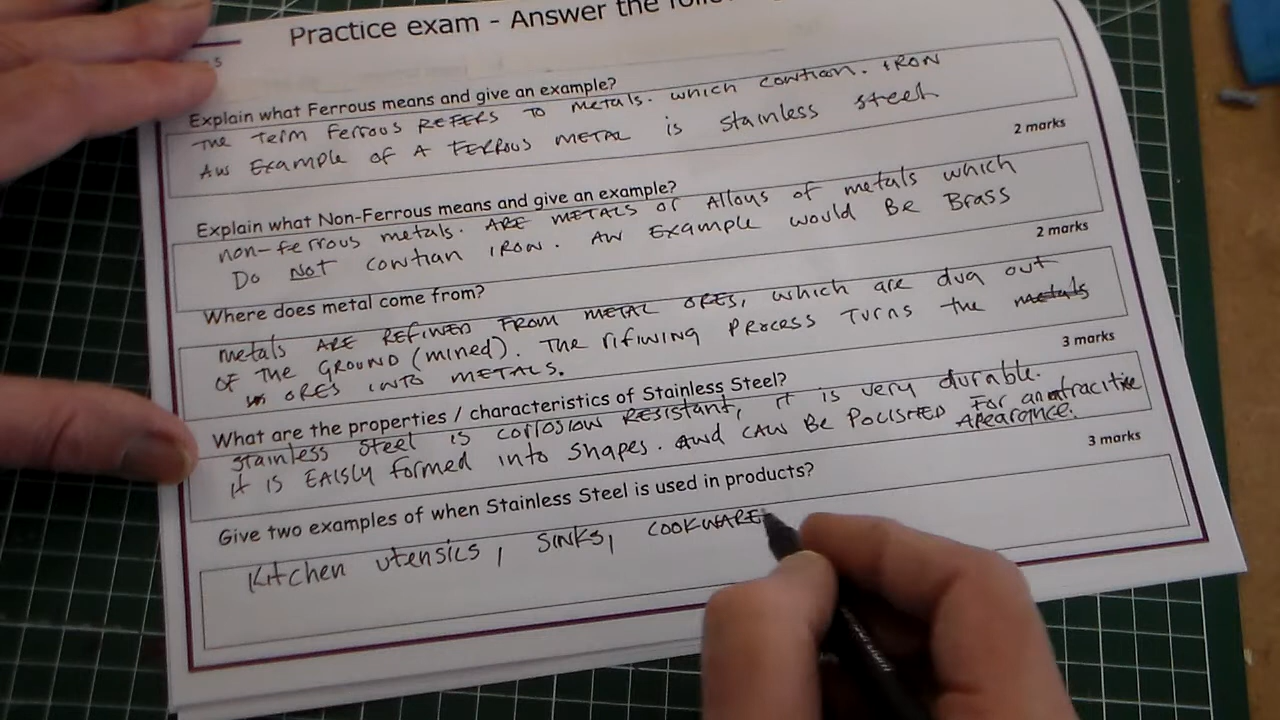 Practice exam - Answer the
Explain what Ferrous means and give an example?
The term Ferrous REFERS TO metals. which contian. IRON
AN Example of A FERROUS METAL is stainless steel
2 marks
Explain what Non-Ferrous means and give an example?
non-ferrous metals. ARE METALS or Alloys of metals which
Do NOT contian IRON. AN Example would Be Brass
2 marks
Where does metal come from?
metals ARE REFINED FROM METAL ORES, which are dug out
OF THE GROUND (mined). The rifining PRocess TURNS the metals
ORES INTO METALS.
3 marks
What are the properties / characteristics of Stainless Steel?
Stainless Steel is corrosion Resistant, it is very durable.
it is EAISLY formed into Shapes. And CAN BE POLISHED For an attracitive
APEARANCE.
3 marks
Give two examples of when Stainless Steel is used in products?
Kitchen utensils, SINKS, COOKWARE